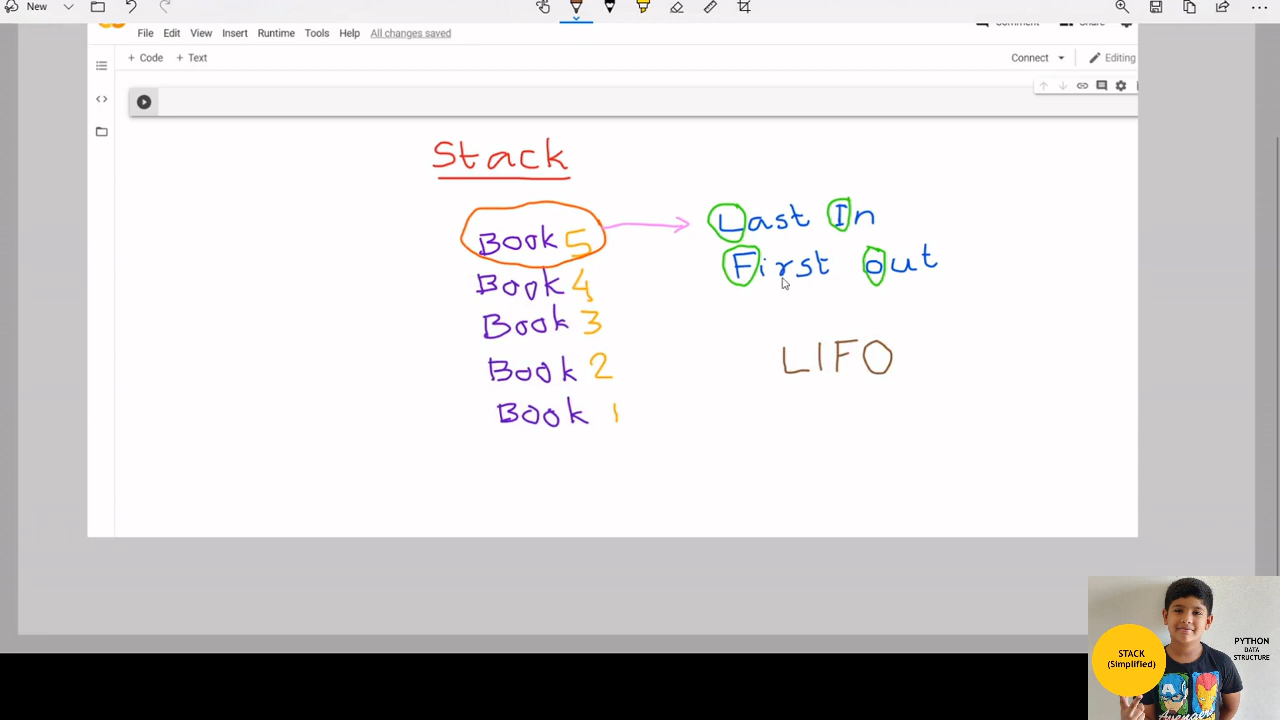 New
File Edit View Insert Runtime Tools Help All changes saved
Comment Share
+ Code + Text
Connect
Editing
Stack
Book 5
Book 4
Book 3
Book 2
Book 1
Last In
First Out
LIFO
STACK
(Simplified)
PYTHON
DATA
STRUCTURE